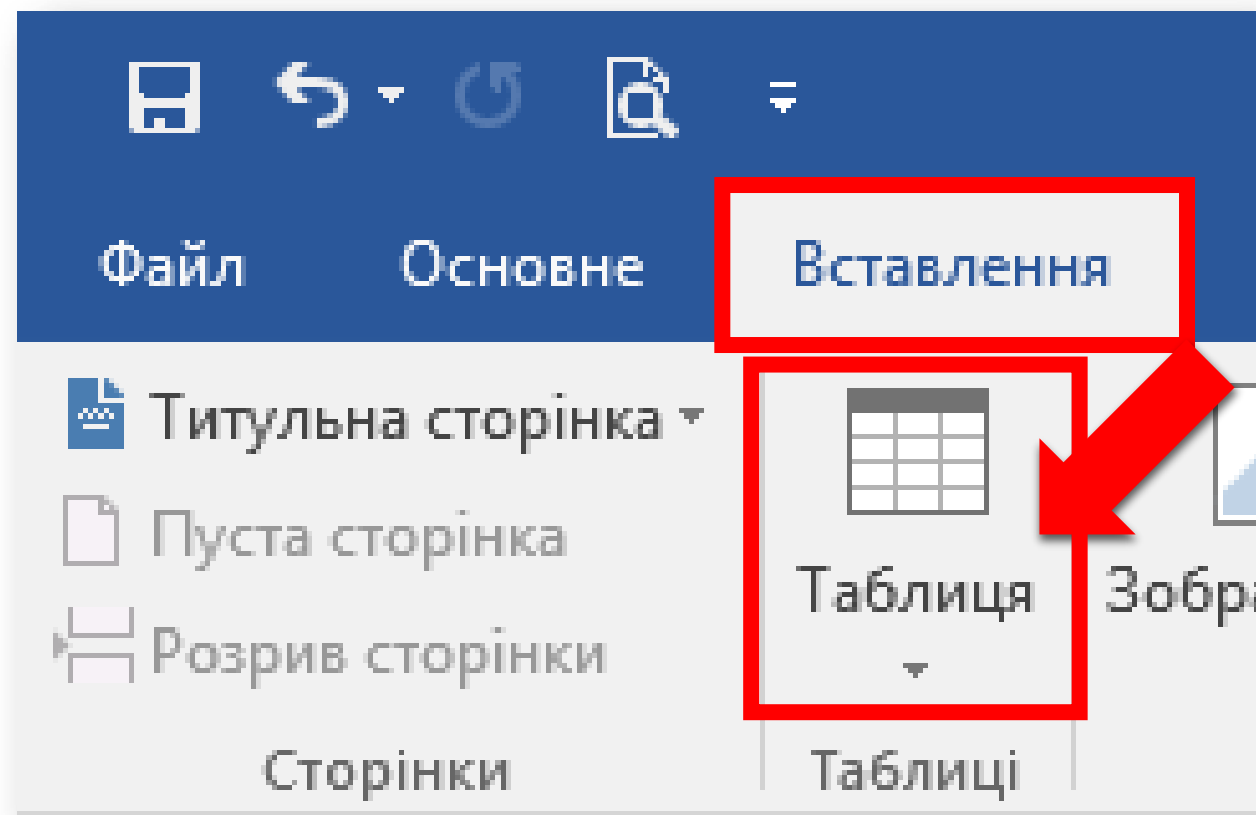 Файл Основне Вставлення
Титульна сторінка
Пуста сторінка
Розрив сторінки
Сторінки
Таблиця
Таблиці